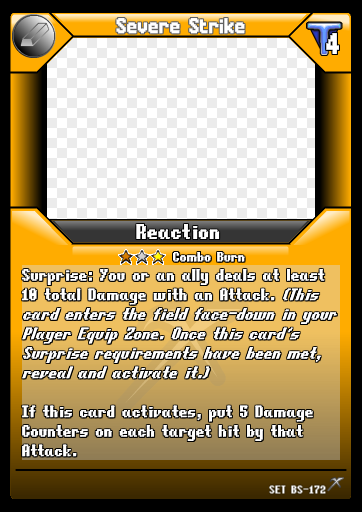 Severe Strike
T4
Reaction
Combo Burn
Surprise: You or an ally deals at least
10 total Damage with an Attack. (This
card enters the field face-down in your
Player Equip Zone. Once this card's
Surprise requirements have been met,
reveal and activate it.)
If this card activates, put 5 Damage
Counters on each target hit by that
Attack.
SET BS-172